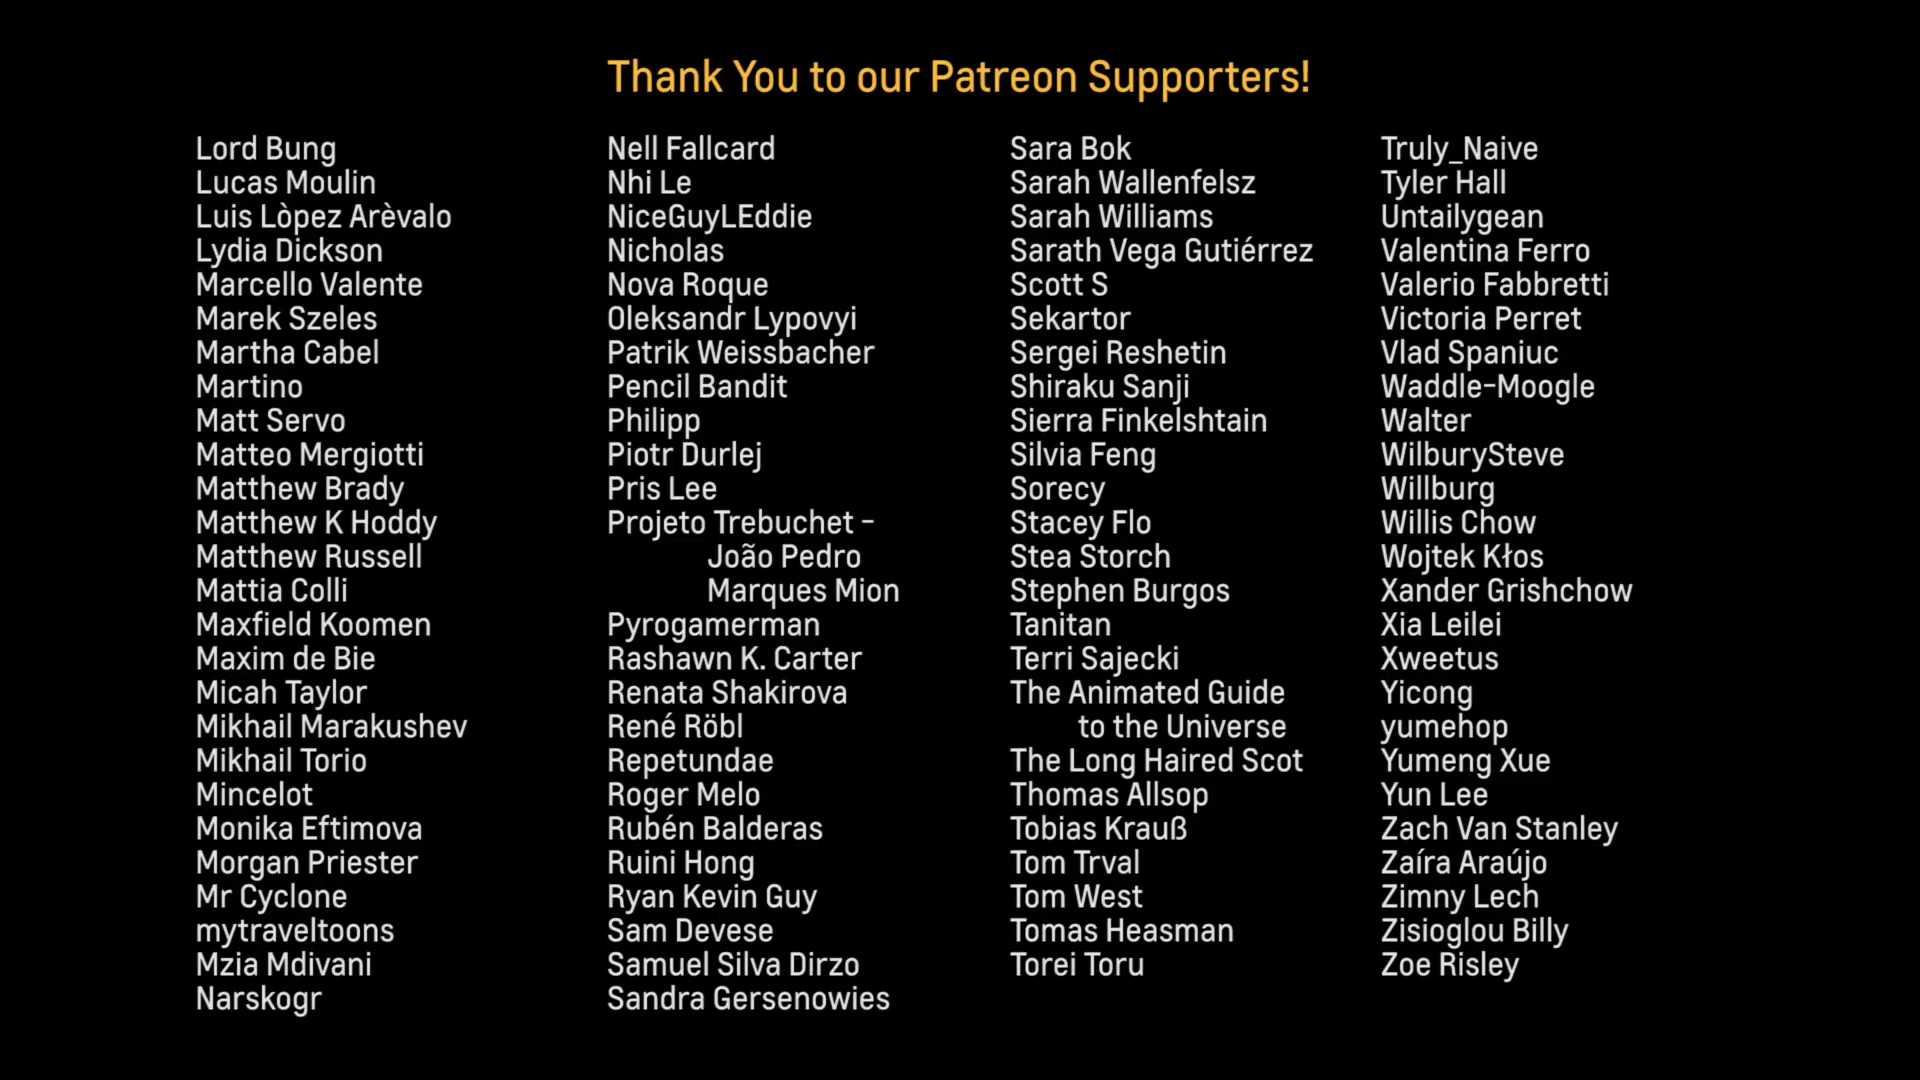 Thank You to our Patreon Supporters!
Lord Bung
Lucas Moulin
Luis Lòpez Arèvalo
Lydia Dickson
Marcello Valente
Marek Szeles
Martha Cabel
Martino
Matt Servo
Matteo Mergiotti
Matthew Brady
Matthew K Hoddy
Matthew Russell
Mattia Colli
Maxfield Koomen
Maxim de Bie
Micah Taylor
Mikhail Marakushev
Mikhail Torio
Mincelot
Monika Eftimova
Morgan Priester
Mr Cyclone
mytraveltoons
Mzia Mdivani
Narskogr
Nell Fallcard
Nhi Le
NiceGuyLEddie
Nicholas
Nova Roque
Oleksandr Lypovyi
Patrik Weissbacher
Pencil Bandit
Philipp
Piotr Durlej
Pris Lee
Projeto Trebuchet -
João Pedro
Marques Mion
Pyrogamerman
Rashawn K. Carter
Renata Shakirova
René Röbl
Repetundae
Roger Melo
Rubén Balderas
Ruini Hong
Ryan Kevin Guy
Sam Devese
Samuel Silva Dirzo
Sandra Gersenowies
Sara Bok
Sarah Wallenfelsz
Sarah Williams
Sarath Vega Gutiérrez
Scott S
Sekartor
Sergei Reshetin
Shiraku Sanji
Sierra Finkelshtain
Silvia Feng
Sorecy
Stacey Flo
Stea Storch
Stephen Burgos
Tanitan
Terri Sajecki
The Animated Guide
to the Universe
The Long Haired Scot
Thomas Allsop
Tobias Krauß
Tom Trval
Tom West
Tomas Heasman
Torei Toru
Truly_Naive
Tyler Hall
Untailygean
Valentina Ferro
Valerio Fabbretti
Victoria Perret
Vlad Spaniuc
Waddle-Moogle
Walter
WilburySteve
Willburg
Willis Chow
Wojtek Kłos
Xander Grishchow
Xia Leilei
Xweetus
Yicong
yumehop
Yumeng Xue
Yun Lee
Zach Van Stanley
Zaíra Araújo
Zimny Lech
Zisioglou Billy
Zoe Risley